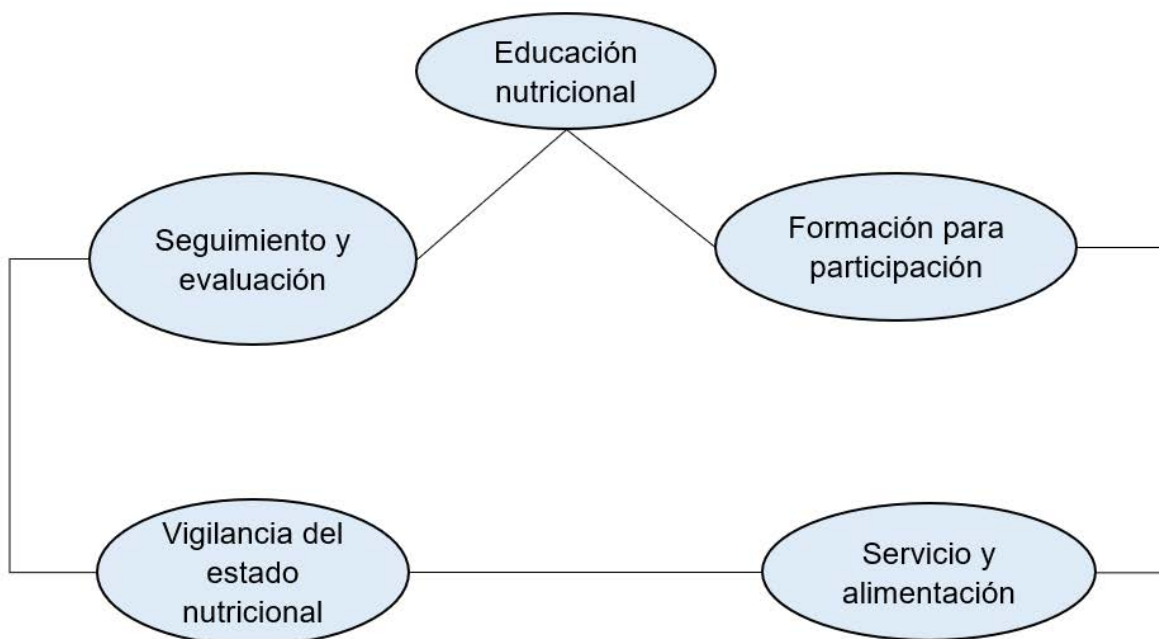 Educación
nutricional
Seguimiento y
evaluación
Formación para
participación
Vigilancia del
estado
nutricional
Servicio y
alimentación